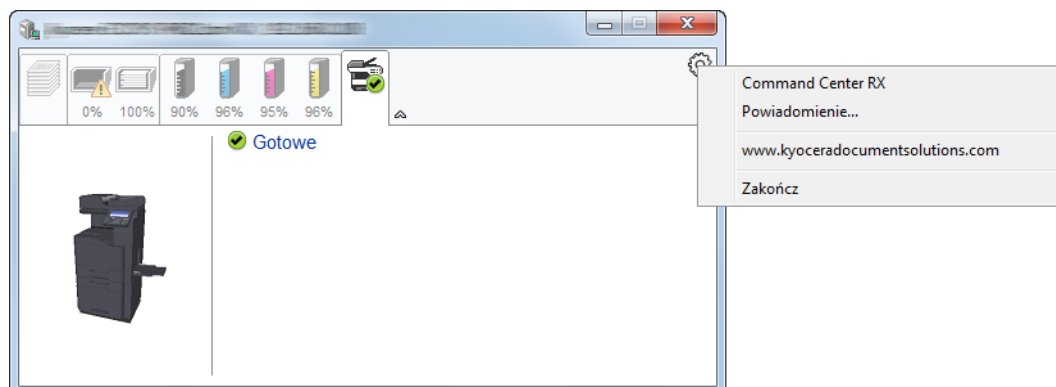 0% 100% 90% 96% 95% 96%
Gotowe
Command Center RX
Powiadomienie...
www.kyoceradocumentsolutions.com
Zakończ